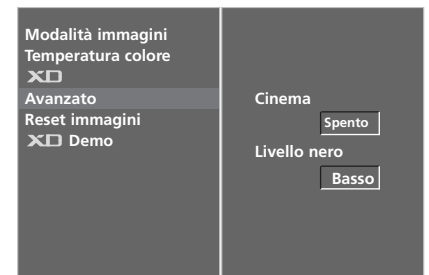 Modalità immagini
Temperatura colore
XD
Avanzato
Reset immagini
XD Demo
Cinema
Spento
Livello nero
Basso